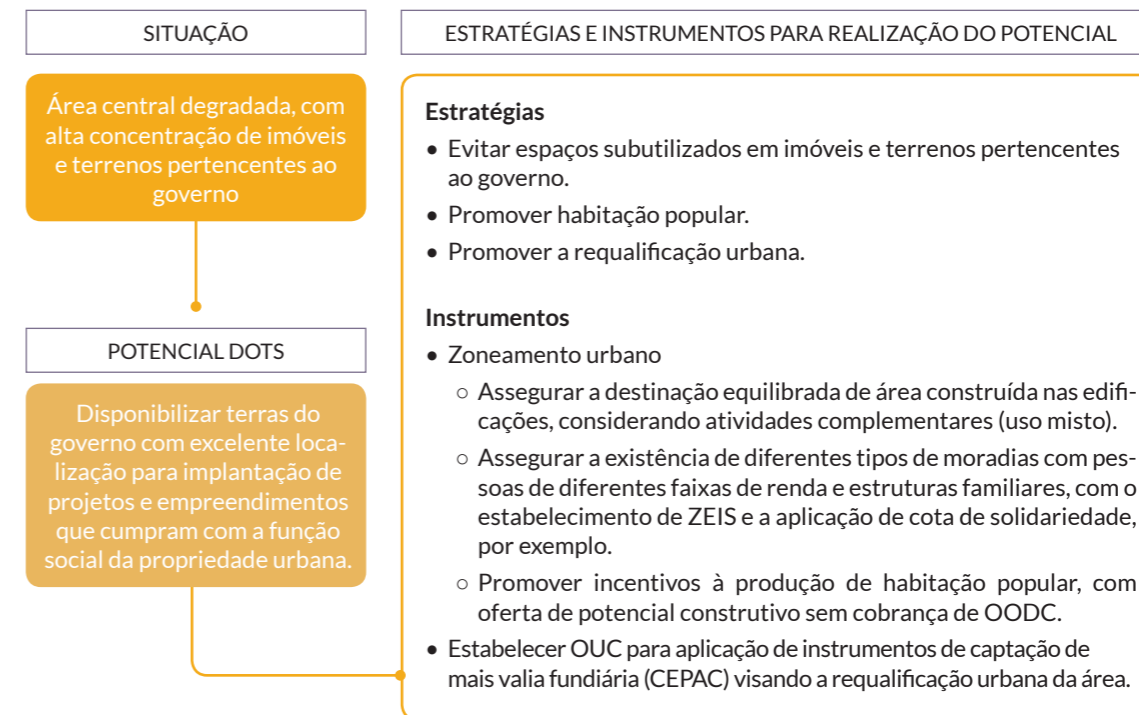 SITUAÇÃO
Área central degradada, com
alta concentração de imóveis
e terrenos pertencentes ao
governo
POTENCIAL DOTS
Disponibilizar terras do
governo com excelente loca-
lização para implantação de
projetos e empreendimentos
que cumpram com a função
social da propriedade urbana.
ESTRATÉGIAS E INSTRUMENTOS PARA REALIZAÇÃO DO POTENCIAL
Estratégias
• Evitar espaços subutilizados em imóveis e terrenos pertencentes
ao governo.
• Promover habitação popular.
• Promover a requalificação urbana.
Instrumentos
• Zoneamento urbano
○ Assegurar a destinação equilibrada de área construída nas edifi-
cações, considerando atividades complementares (uso misto).
○ Assegurar a existência de diferentes tipos de moradias com pes-
soas de diferentes faixas de renda e estruturas familiares, com o
estabelecimento de ZEIS e a aplicação de cota de solidariedade,
por exemplo.
○ Promover incentivos à produção de habitação popular, com
oferta de potencial construtivo sem cobrança de OODC.
• Estabelecer OUC para aplicação de instrumentos de captação de
mais valia fundiária (CEPAC) visando a requalificação urbana da área.